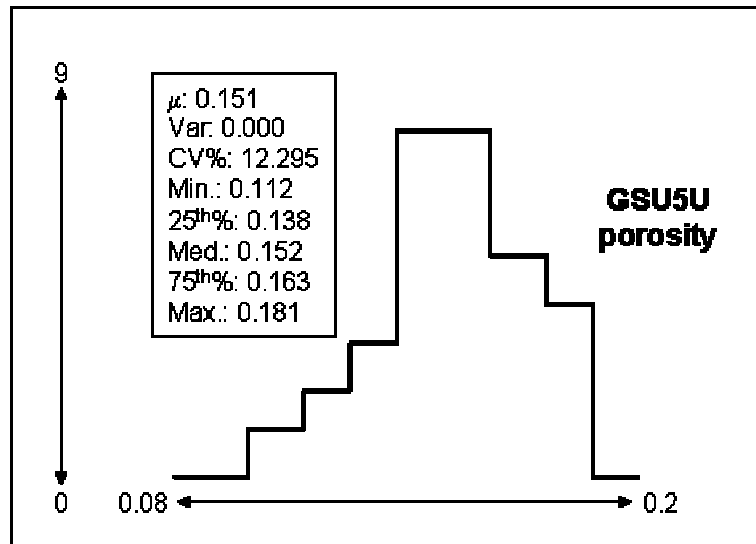 9
μ: 0.151
Var: 0.000
CV%: 12.295
Min.: 0.112
25th%: 0.138
Med.: 0.152
75th%: 0.163
Max.: 0.181
GSU5U
porosity
0
0.08
0.2